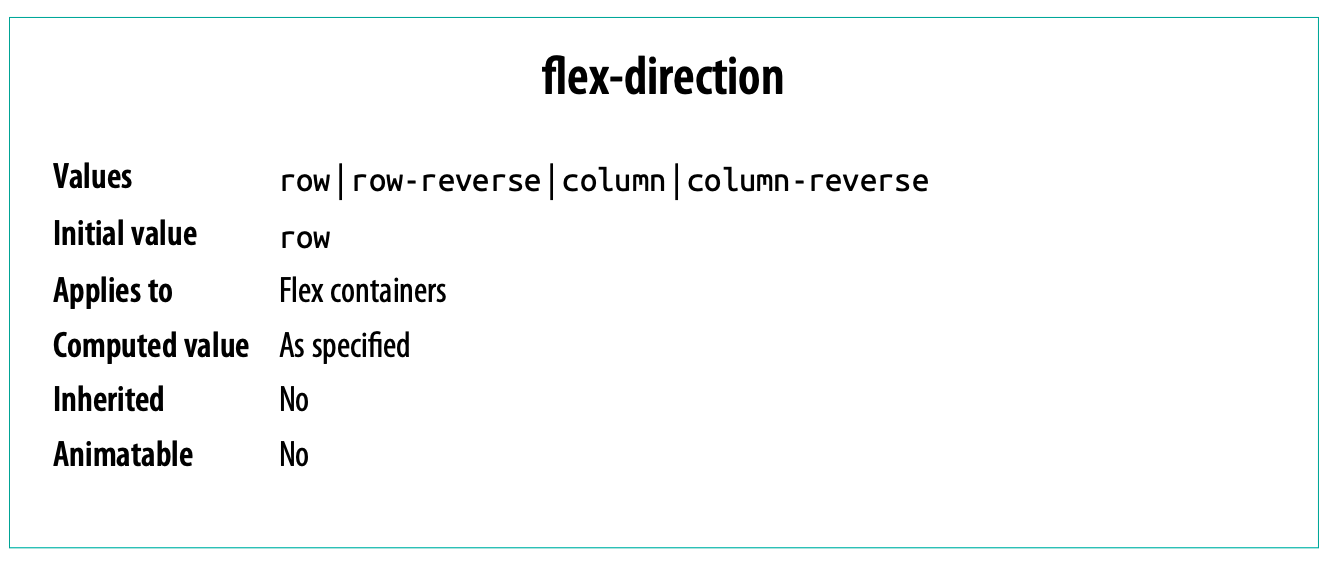 flex-direction
Values row|row-reverse|column|column-reverse
Initial value row
Applies to Flex containers
Computed value As specified
Inherited No
Animatable No